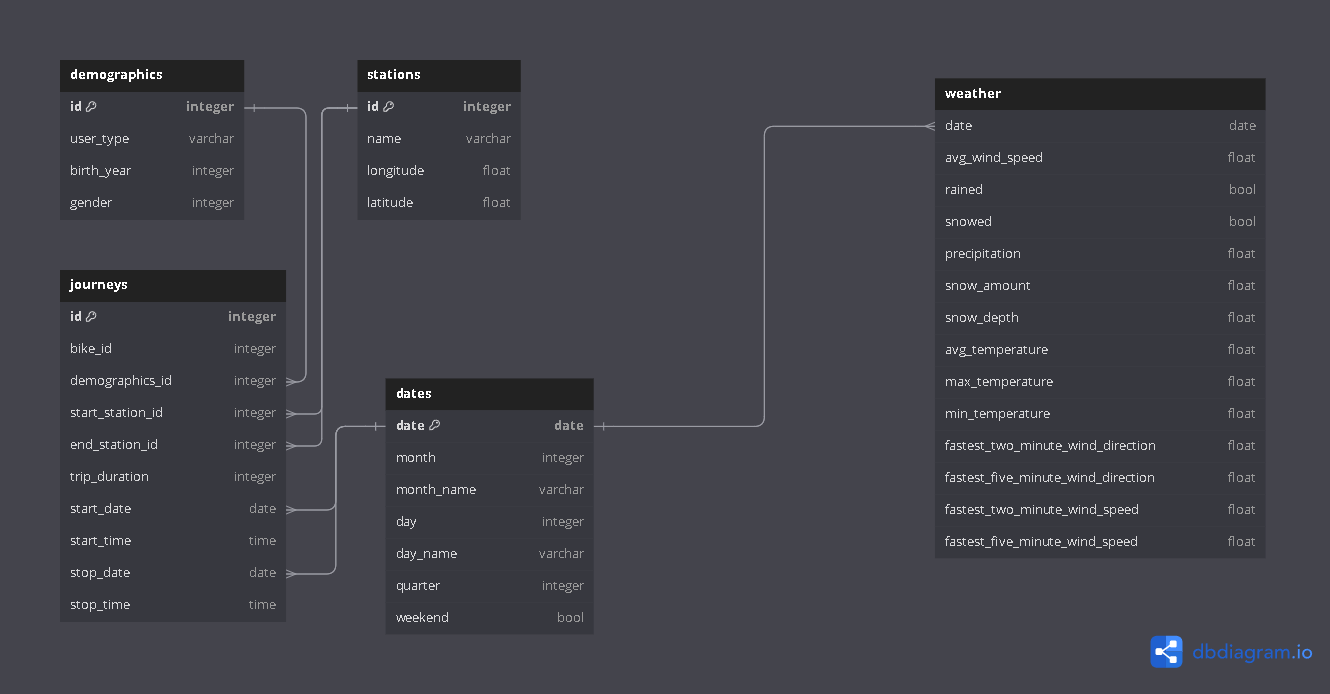 demographics
id integer
user_type varchar
birth_year integer
gender integer
stations
id integer
name varchar
longitude float
latitude float
weather
date date
avg_wind_speed float
rained bool
snowed bool
precipitation float
snow_amount float
snow_depth float
avg_temperature float
max_temperature float
min_temperature float
fastest_two_minute_wind_direction float
fastest_five_minute_wind_direction float
fastest_two_minute_wind_speed float
fastest_five_minute_wind_speed float
journeys
id integer
bike_id integer
demographics_id integer
start_station_id integer
end_station_id integer
trip_duration integer
start_date date
start_time time
stop_date date
stop_time time
dates
date date
month integer
month_name varchar
day integer
day_name varchar
quarter integer
weekend bool
dbdiagram.io